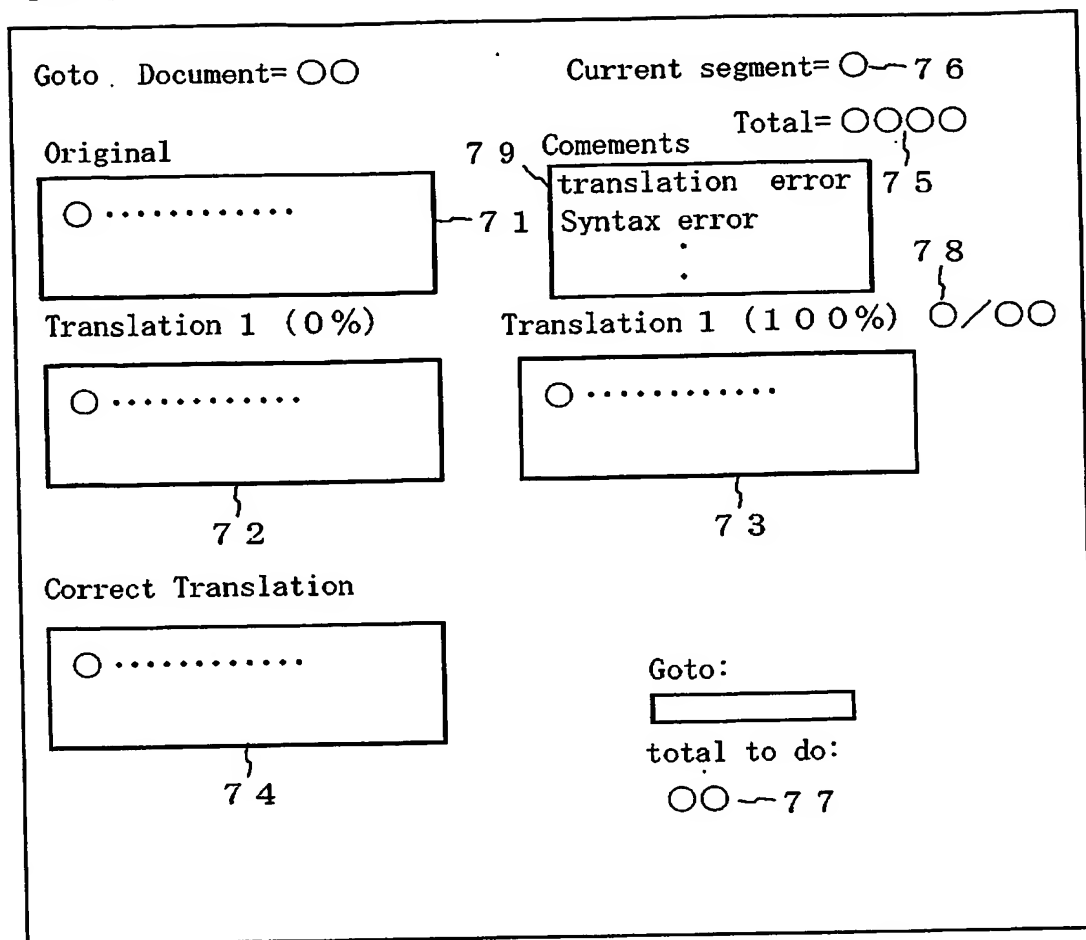 Goto . Document= ○○
Current segment= ○ 76
Total= ○○○○
75
Original
79 Comements
○ ············
71
translation error
Syntax error
·
·
78
Translation 1 (0%)
Translation 1 (100%) ○/○○
○ ············
72
○ ············
73
Correct Translation
○ ············
74
Goto:
total to do:
○○ 77